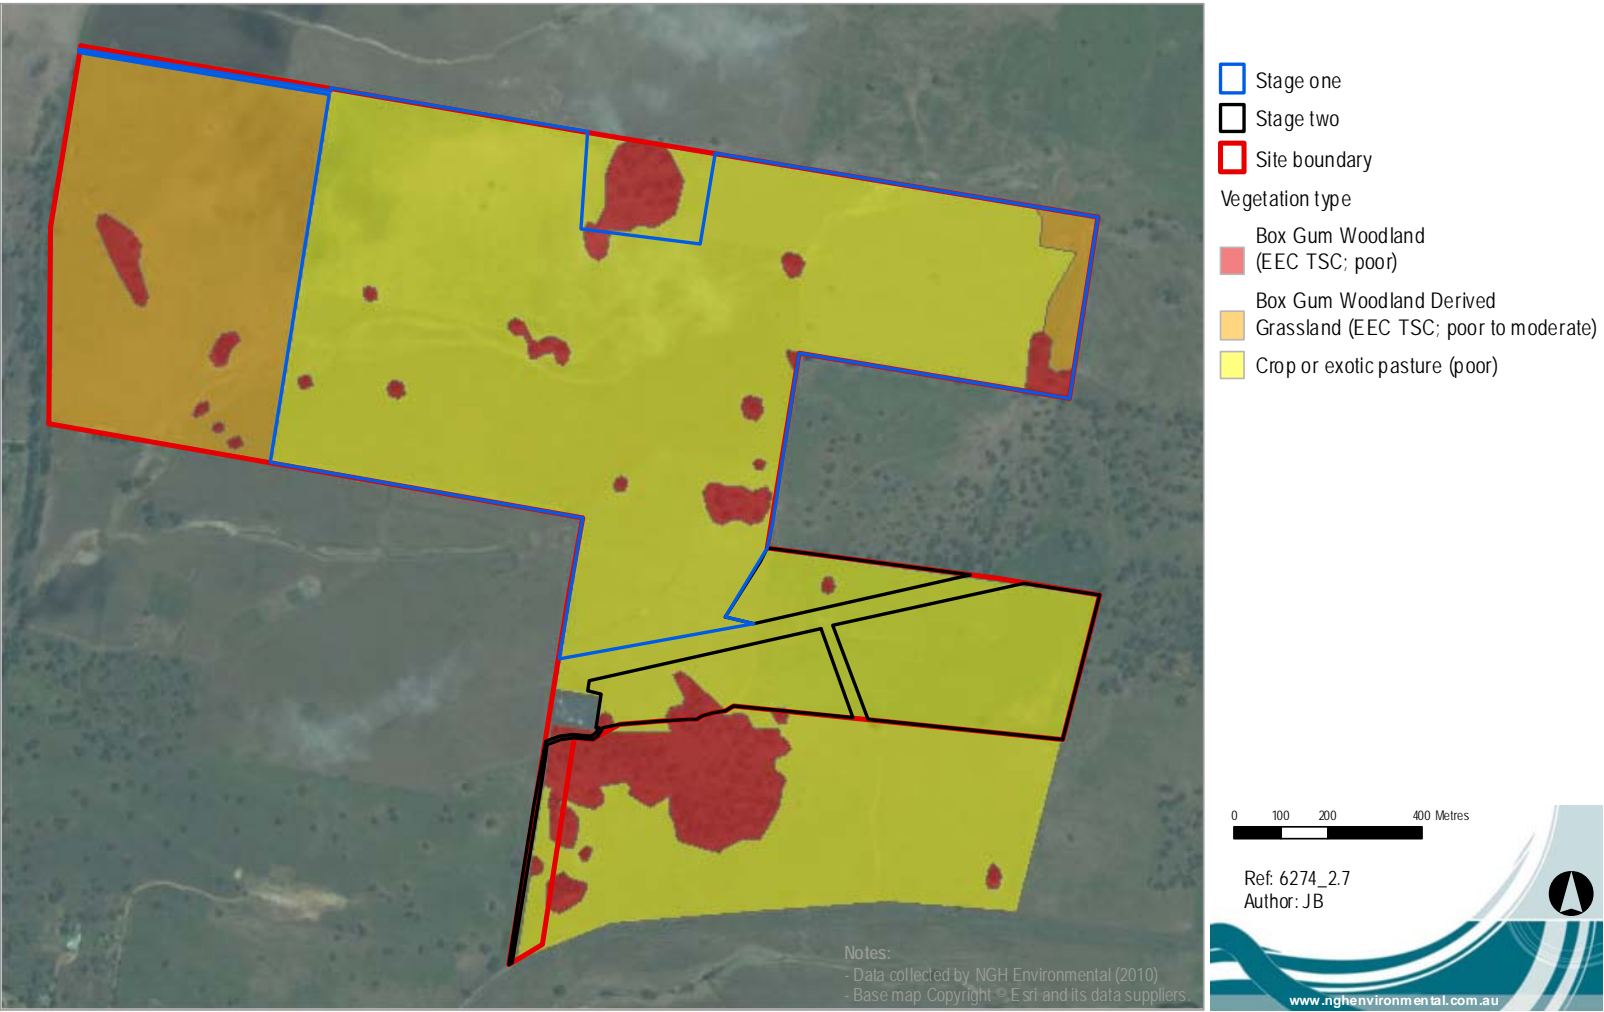 Stage one
Stage two
Site boundary
Vegetation type
Box Gum Woodland
(EEC TSC; poor)
Box Gum Woodland Derived
Grassland (EEC TSC; poor to moderate)
Crop or exotic pasture (poor)
0 100 200 400 Metres
Ref: 6274_2.7
Author: JB
Notes:
- Data collected by NGH Environmental (2010)
- Base map Copyright © Esri and its data suppliers.
www.nghenvironmental.com.au